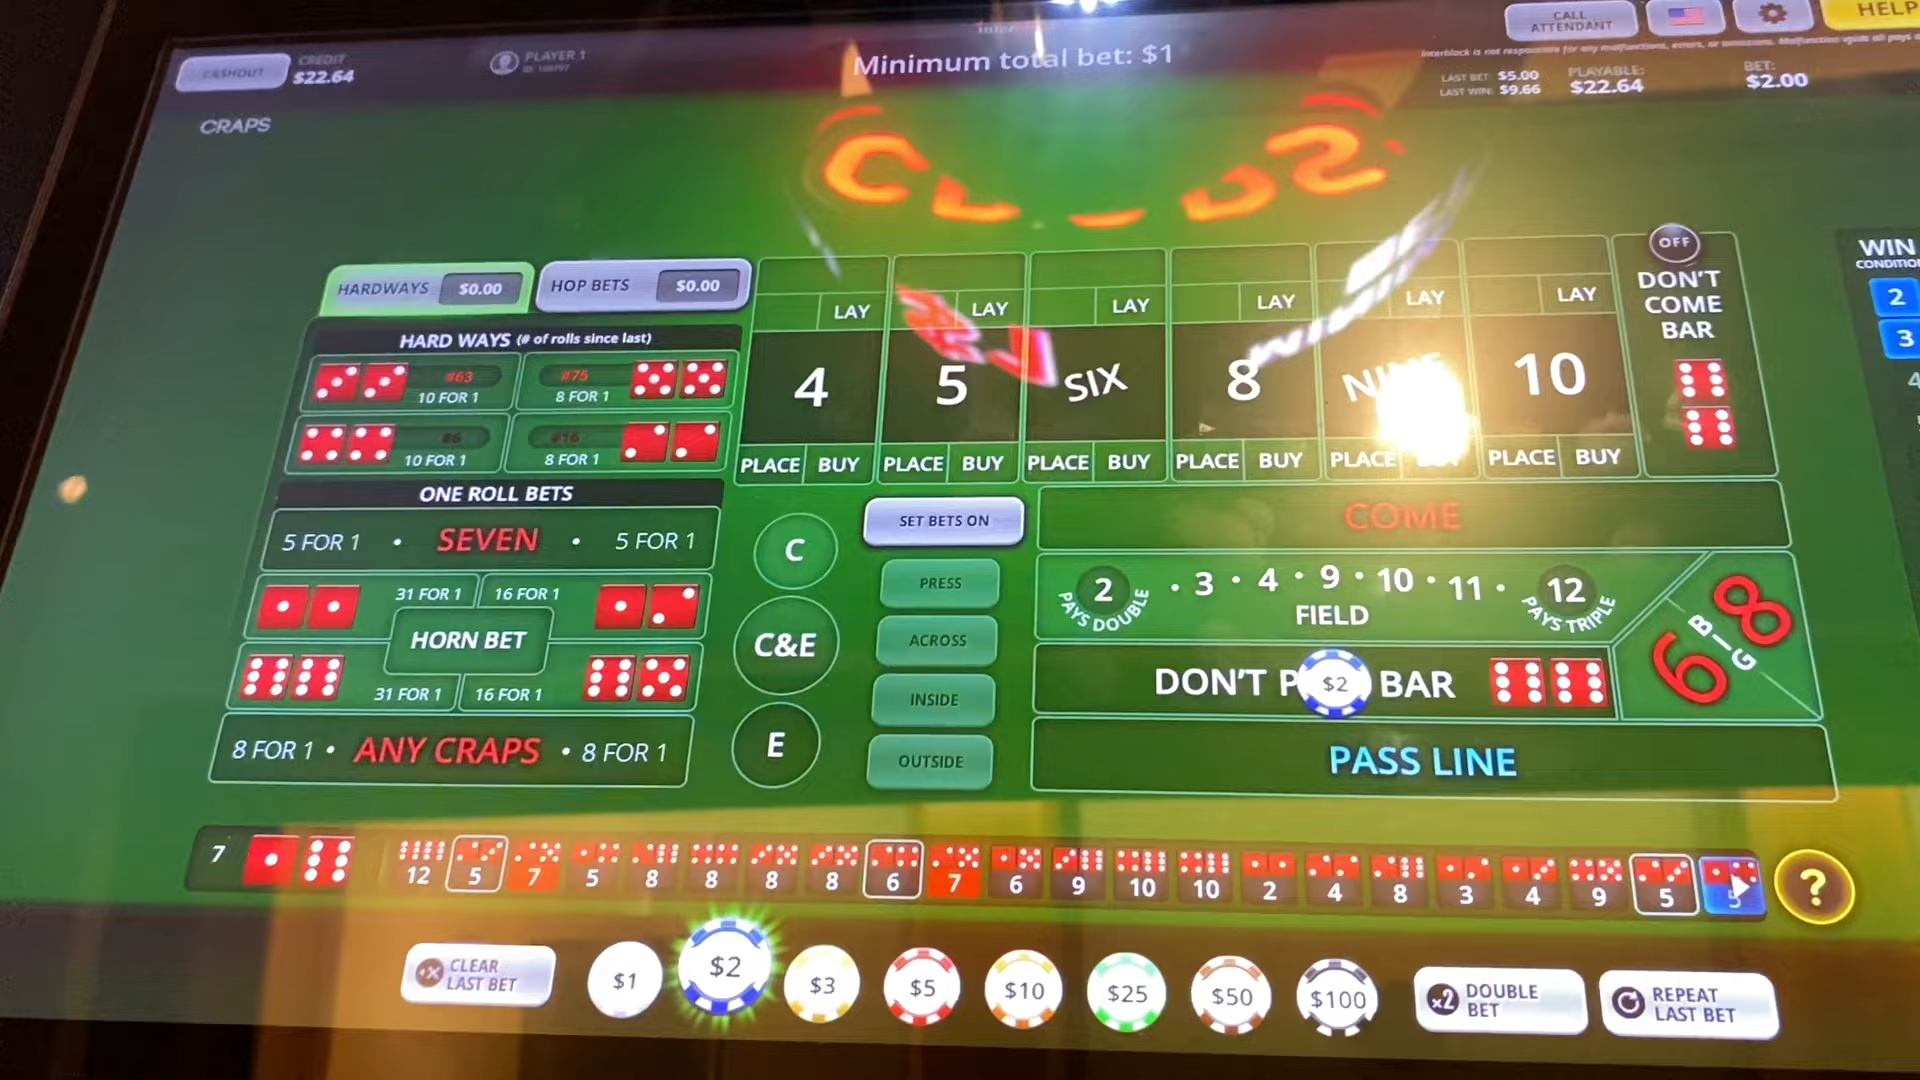 CASHOUT
CREDIT
$22.64
PLAYER 1
Minimum total bet: $1
CALL ATTENDANT
HELP
LAST BET: $5.00
LAST WIN: $9.66
PLAYABLE:
$22.64
BET:
$2.00
CRAPS
HARDWAYS $0.00
HOP BETS $0.00
HARD WAYS (# of rolls since last)
#63
10 FOR 1
#75
8 FOR 1
#6
10 FOR 1
#16
8 FOR 1
LAY LAY LAY LAY LAY LAY
4 5 SIX 8 10
PLACE BUY PLACE BUY PLACE BUY PLACE BUY PLACE PLACE BUY
OFF
DON'T
COME
BAR
WIN
2
3
ONE ROLL BETS
5 FOR 1 • SEVEN • 5 FOR 1
31 FOR 1 16 FOR 1
HORN BET
31 FOR 1 16 FOR 1
8 FOR 1 • ANY CRAPS • 8 FOR 1
C
C&E
E
SET BETS ON
PRESS
ACROSS
INSIDE
OUTSIDE
COME
2 • 3 • 4 • 9 • 10 • 11 • 12
PAYS DOUBLE
FIELD
PAYS TRIPLE
DON'T P $2 BAR
6 BIG 8
PASS LINE
7
12 5 7 5 8 8 8 8 6 7 6 9 10 10 2 4 8 3 4 9 5 5
?
CLEAR
LAST BET
$1 $2 $3 $5 $10 $25 $50 $100
x2 DOUBLE
BET
REPEAT
LAST BET